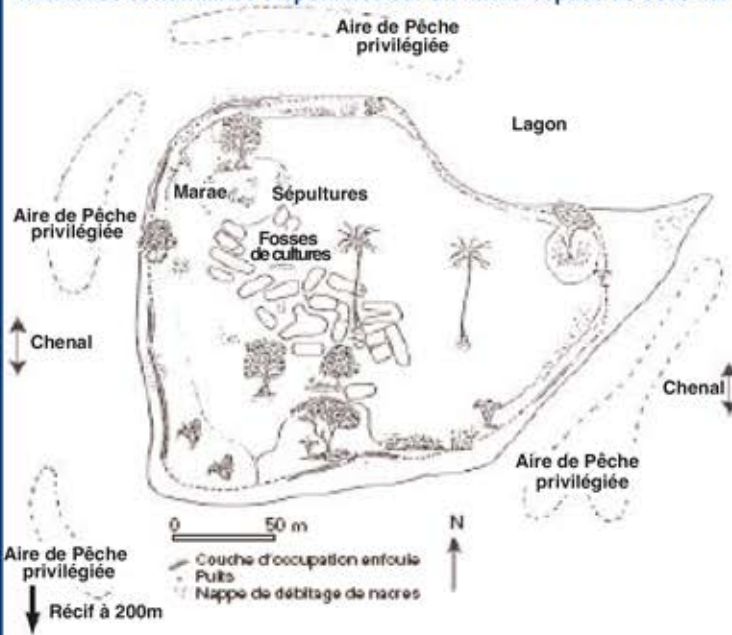 Aire de Pêche
privilégiée
Lagon
Marae
Sépultures
Aire de Pêche
privilégiée
Fosses
de cultures
Chenal
Chenal
Aire de Pêche
privilégiée
0 50 m
N
Couche d'occupation enfouie
Puits
Nappe de débitage de nacres
Aire de Pêche
privilégiée
Récif à 200m